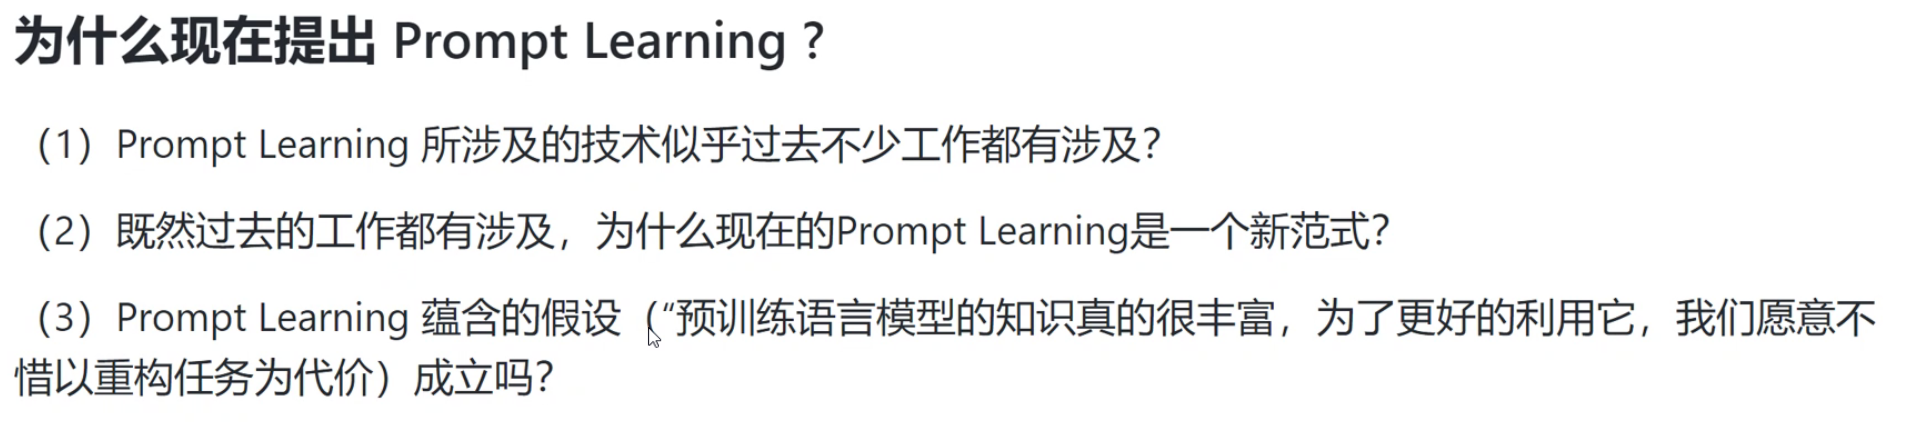 为什么现在提出 Prompt Learning ?
（1）Prompt Learning 所涉及的技术似乎过去不少工作都有涉及？
（2）既然过去的工作都有涉及，为什么现在的Prompt Learning是一个新范式？
（3）Prompt Learning 蕴含的假设（“预训练语言模型的知识真的很丰富，为了更好的利用它，我们愿意不
惜以重构任务为代价）成立吗？